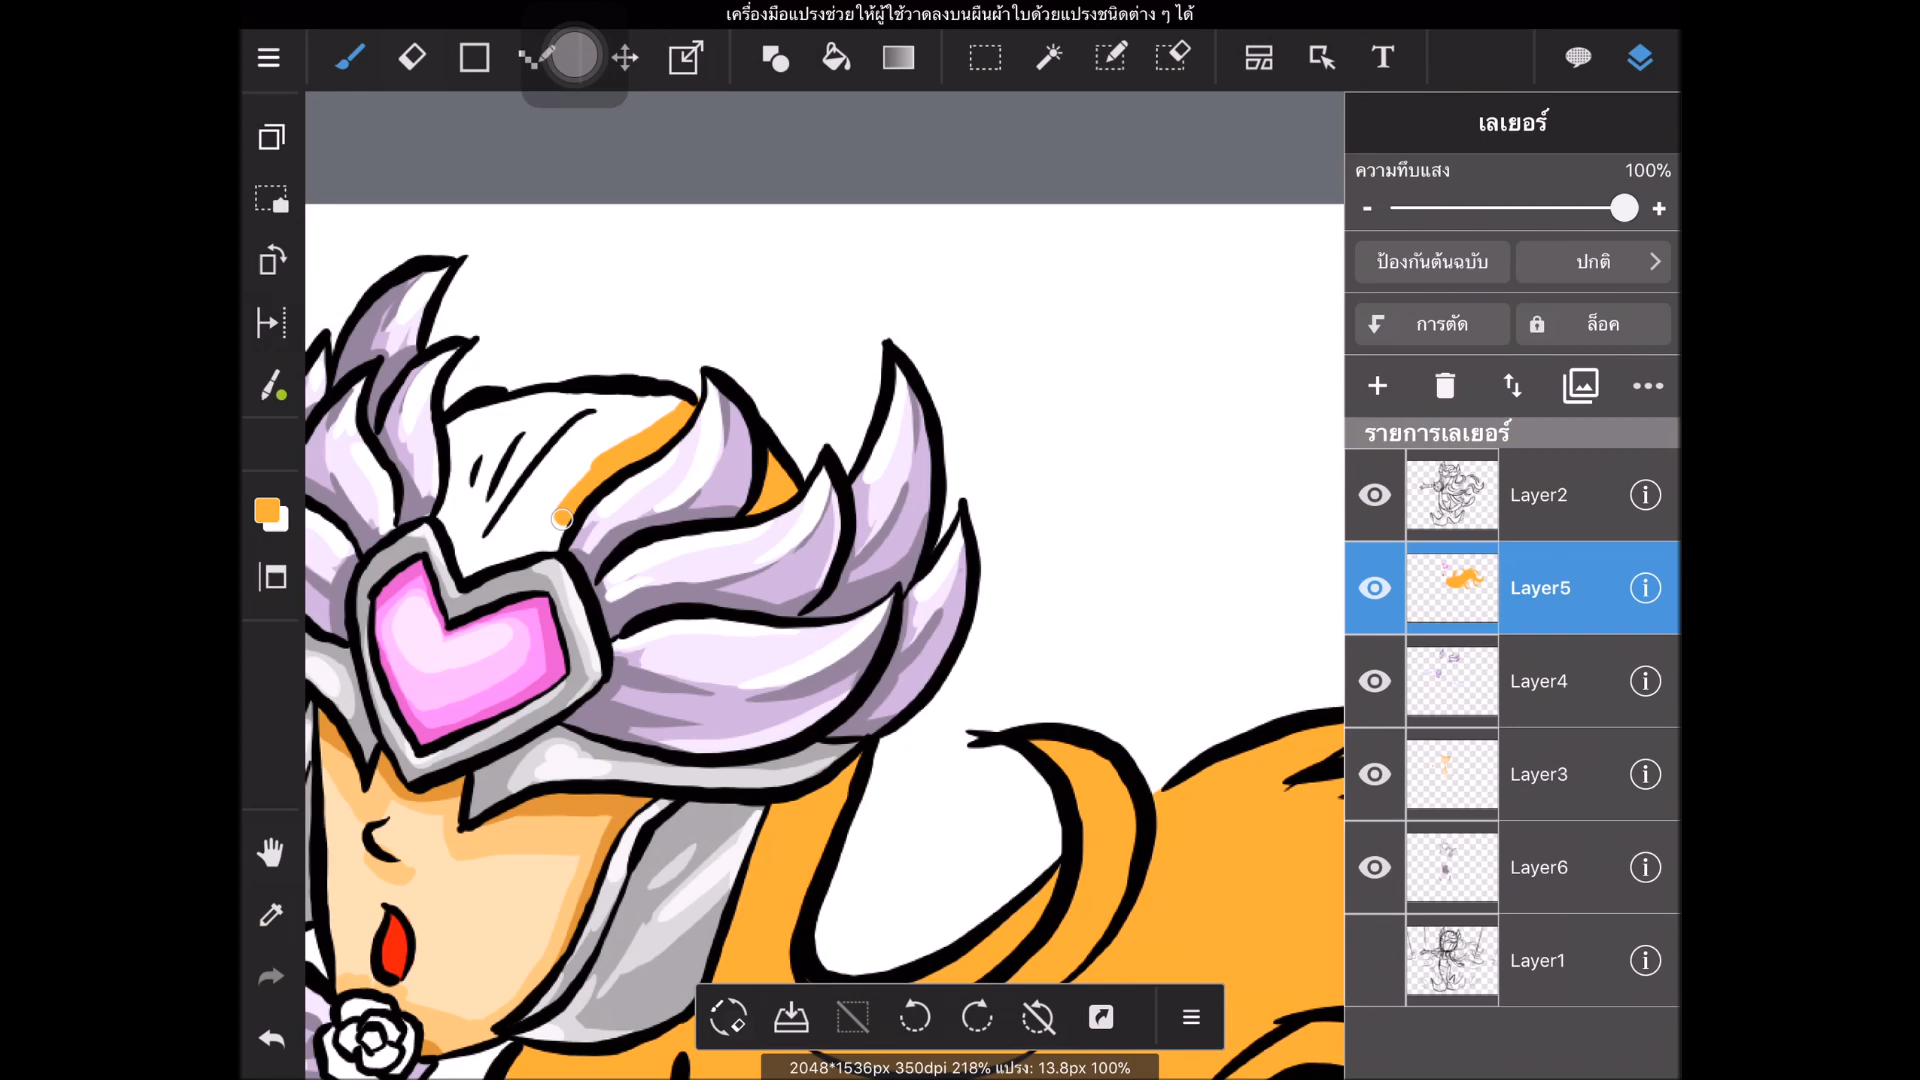 เครื่องมือแปรงช่วยให้ผู้ใช้วาดลงบนผืนผ้าใบด้วยแปรงชนิดต่าง ๆ ได้
เลเยอร์
ความทึบแสง 100%
- +
ป้องกันต้นฉบับ ปกติ
การตัด ล็อค
รายการเลเยอร์
Layer2
Layer5
Layer4
Layer3
Layer6
Layer1
2048*1536px 350dpi 218% แปรง: 13.8px 100%